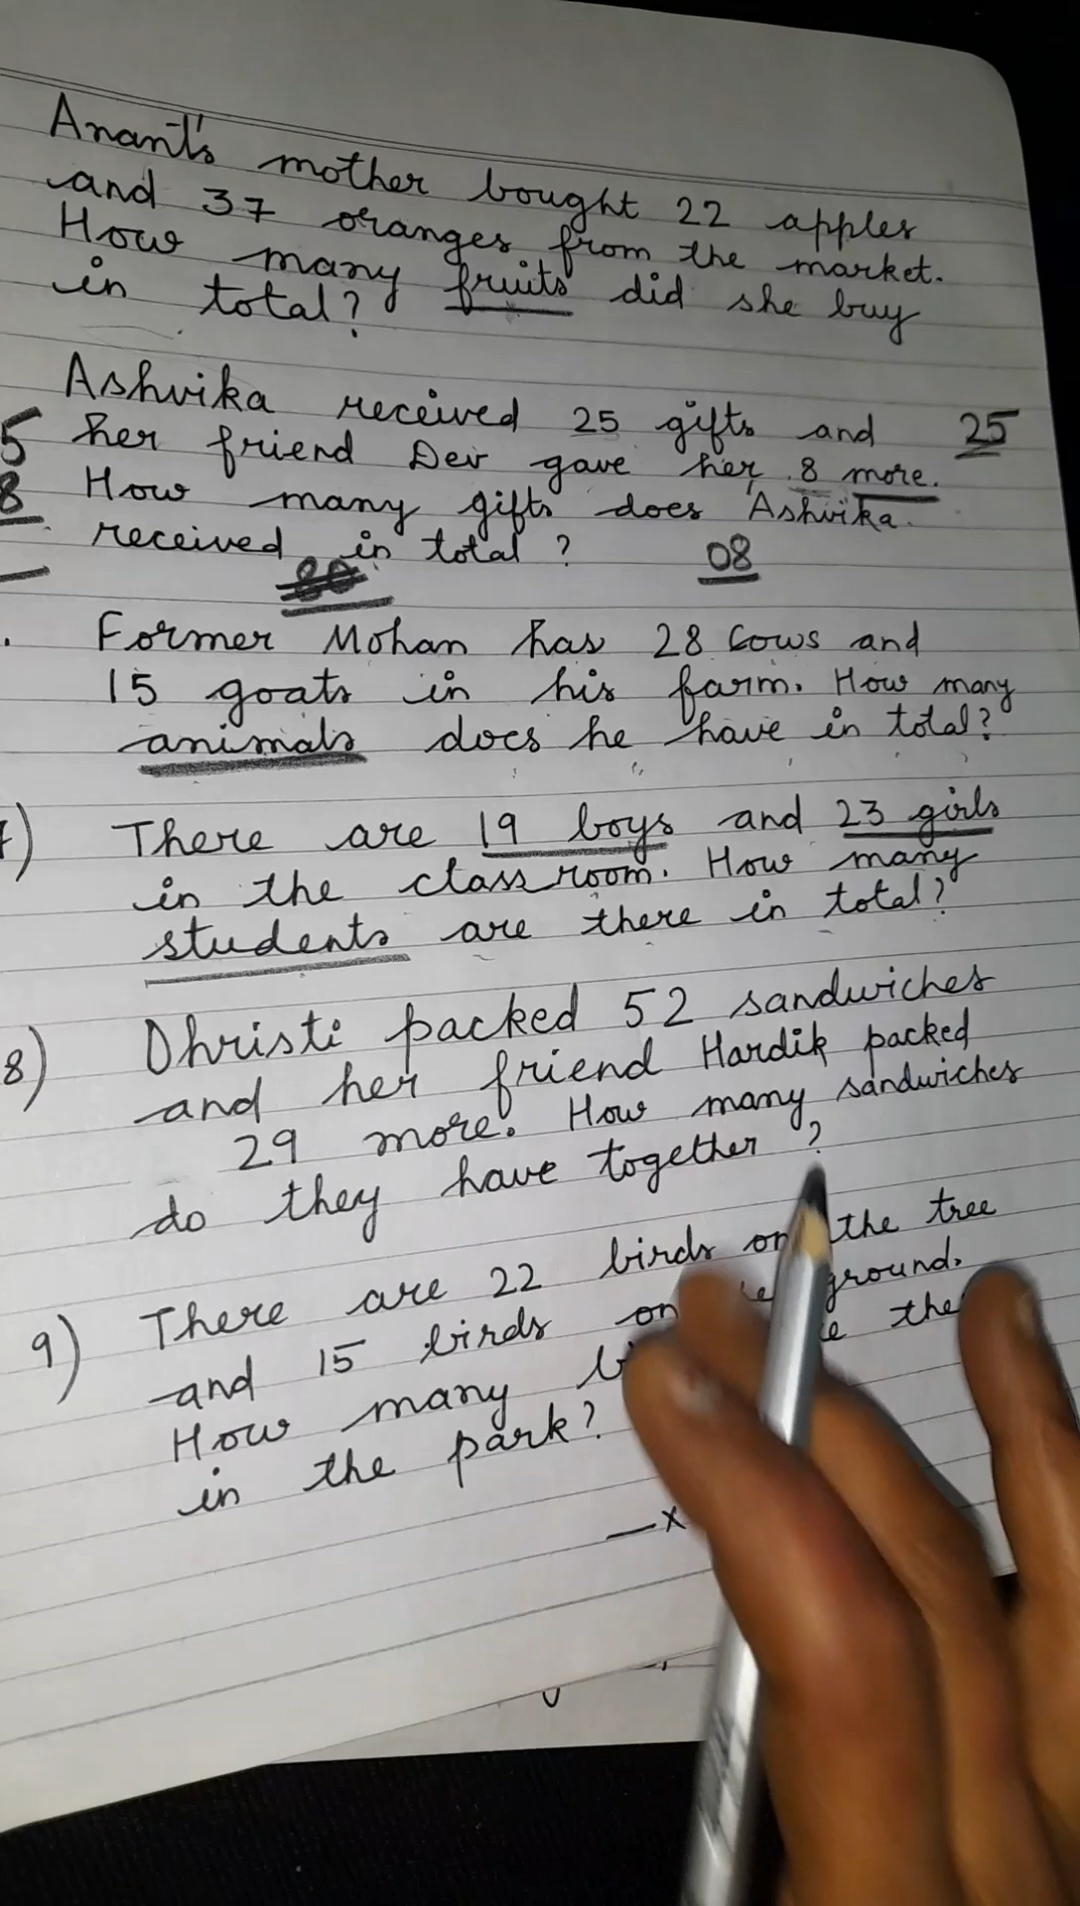 Anant's mother bought 22 apples
and 37 oranges from the market.
How many fruits did she buy
in total?
Ashvika received 25 gifts and 25
5 her friend Dev gave her 8 more.
8 How many gifts does Ashvika.
received in total ? 08
80
. Former Mohan has 28 Cows and
15 goats in his farm. How many
animals does he have in total?
7) There are 19 boys and 23 girls
in the classroom. How many
students are there in total?
8) Dhristi packed 52 sandwiches
and her friend Hardik packed
29 more. How many sandwiches
do they have together ?
9) There are 22 birds on the tree
and 15 birds on ground.
How many the
in the park?
—x